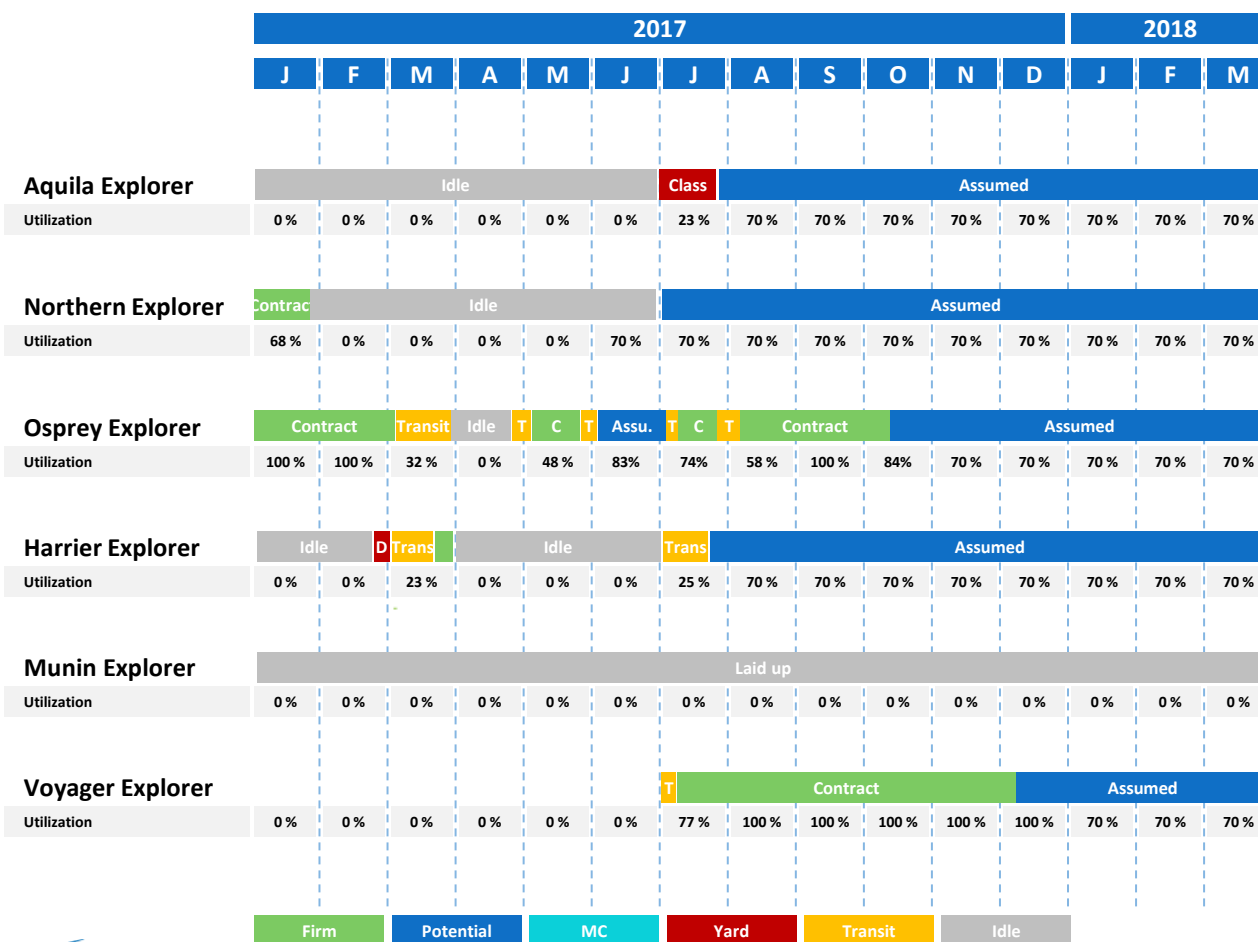 2017 2018
J F M A M J J A S O N D J F M
Aquila Explorer Idle Class Assumed
Utilization 0 % 0 % 0 % 0 % 0 % 0 % 23 % 70 % 70 % 70 % 70 % 70 % 70 % 70 % 70 %
Northern Explorer Contrac Idle Assumed
Utilization 68 % 0 % 0 % 0 % 0 % 70 % 70 % 70 % 70 % 70 % 70 % 70 % 70 % 70 % 70 %
Osprey Explorer Contract Transit Idle T C T Assu. T C T Contract Assumed
Utilization 100 % 100 % 32 % 0 % 48 % 83% 74% 58 % 100 % 84% 70 % 70 % 70 % 70 % 70 %
Harrier Explorer Idle D Trans Idle Trans Assumed
Utilization 0 % 0 % 23 % 0 % 0 % 0 % 25 % 70 % 70 % 70 % 70 % 70 % 70 % 70 % 70 %
Munin Explorer Laid up
Utilization 0 % 0 % 0 % 0 % 0 % 0 % 0 % 0 % 0 % 0 % 0 % 0 % 0 % 0 % 0 %
Voyager Explorer T Contract Assumed
Utilization 0 % 0 % 0 % 0 % 0 % 0 % 77 % 100 % 100 % 100 % 100 % 100 % 70 % 70 % 70 %
Firm Potential MC Yard Transit Idle